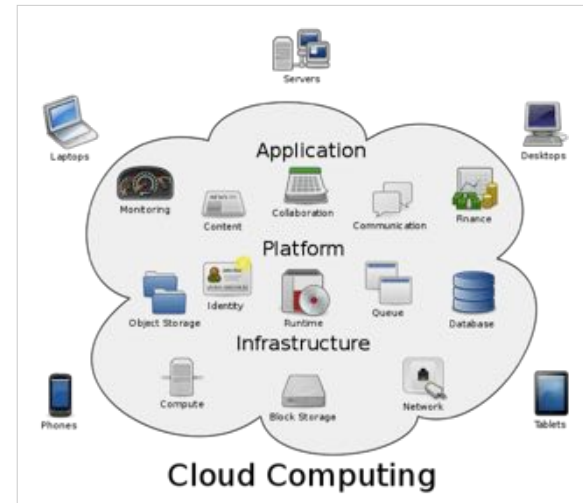 Servers
Laptops
Desktops
Application
Monitoring
Content
Collaboration
Communication
Finance
Platform
Object Storage
Identity
Runtime
Queue
Database
Infrastructure
Compute
Block Storage
Network
Phones
Tablets
Cloud Computing